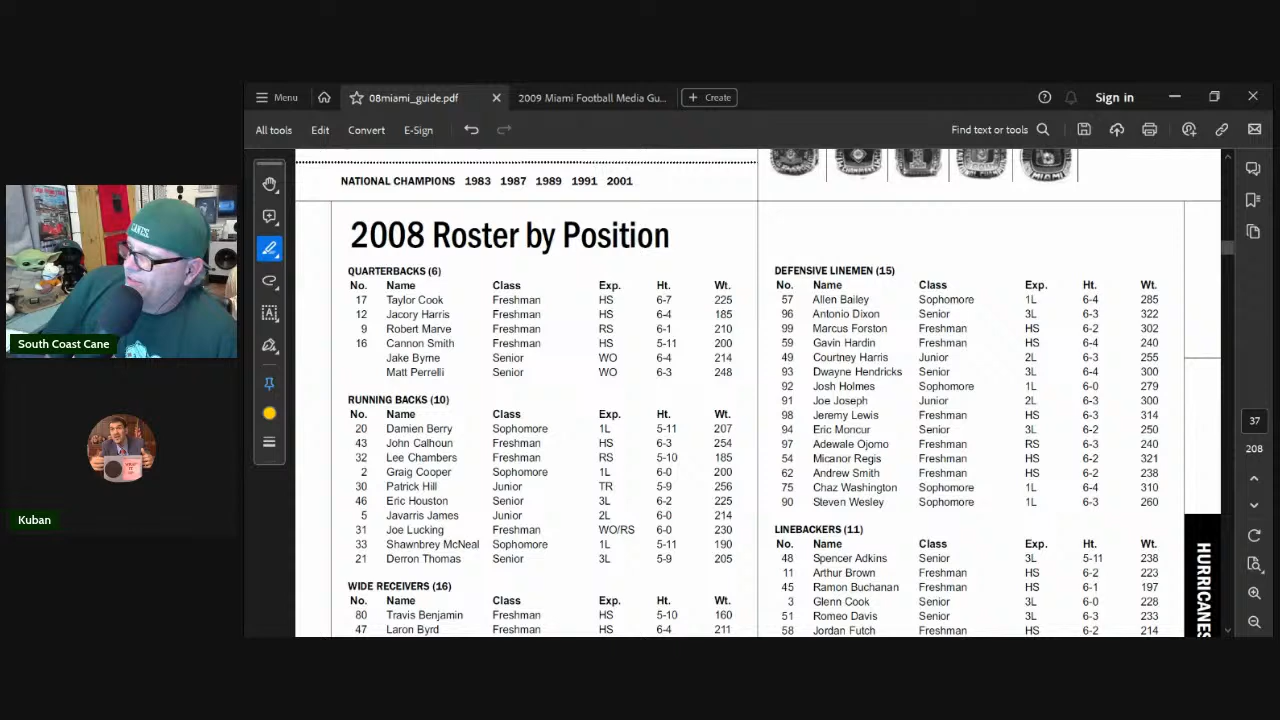 Menu
08miami_guide.pdf
2009 Miami Football Media Gu...
Create
Sign in
All tools Edit Convert E-Sign
Find text or tools
NATIONAL CHAMPIONS 1983 1987 1989 1991 2001
2008 Roster by Position
QUARTERBACKS (6)
No. Name Class Exp. Ht. Wt.
17 Taylor Cook Freshman HS 6-7 225
12 Jacory Harris Freshman HS 6-4 185
9 Robert Marve Freshman RS 6-1 210
16 Cannon Smith Freshman HS 5-11 200
Jake Byrne Senior WO 6-4 214
Matt Perrelli Senior WO 6-3 248
RUNNING BACKS (10)
No. Name Class Exp. Ht. Wt.
20 Damien Berry Sophomore 1L 5-11 207
43 John Calhoun Freshman HS 6-3 254
32 Lee Chambers Freshman RS 5-10 185
2 Graig Cooper Sophomore 1L 6-0 200
30 Patrick Hill Junior TR 5-9 256
46 Eric Houston Senior 3L 6-2 225
5 Javarris James Junior 2L 6-0 214
31 Joe Lucking Freshman WO/RS 6-0 230
33 Shawnbrey McNeal Sophomore 1L 5-11 190
21 Derron Thomas Senior 3L 5-9 205
WIDE RECEIVERS (16)
No. Name Class Exp. Ht. Wt.
80 Travis Benjamin Freshman HS 5-10 160
47 Laron Byrd Freshman HS 6-4 211
DEFENSIVE LINEMEN (15)
No. Name Class Exp. Ht. Wt.
57 Allen Bailey Sophomore 1L 6-4 285
96 Antonio Dixon Senior 3L 6-3 322
99 Marcus Forston Freshman HS 6-2 302
59 Gavin Hardin Freshman HS 6-4 240
49 Courtney Harris Junior 2L 6-3 255
93 Dwayne Hendricks Senior 3L 6-4 300
92 Josh Holmes Sophomore 1L 6-0 279
91 Joe Joseph Junior 2L 6-3 300
98 Jeremy Lewis Freshman HS 6-3 314
94 Eric Moncur Senior 3L 6-2 250
97 Adewale Ojomo Freshman RS 6-3 240
54 Micanor Regis Freshman HS 6-2 321
62 Andrew Smith Freshman HS 6-2 238
75 Chaz Washington Sophomore 1L 6-4 310
90 Steven Wesley Sophomore 1L 6-3 260
LINEBACKERS (11)
No. Name Class Exp. Ht. Wt.
48 Spencer Adkins Senior 3L 5-11 238
11 Arthur Brown Freshman HS 6-2 223
45 Ramon Buchanan Freshman HS 6-1 197
3 Glenn Cook Senior 3L 6-0 228
51 Romeo Davis Senior 3L 6-3 233
58 Jordan Futch Freshman HS 6-2 214
HURRICANES
37
208
CANES
South Coast Cane
Kuban